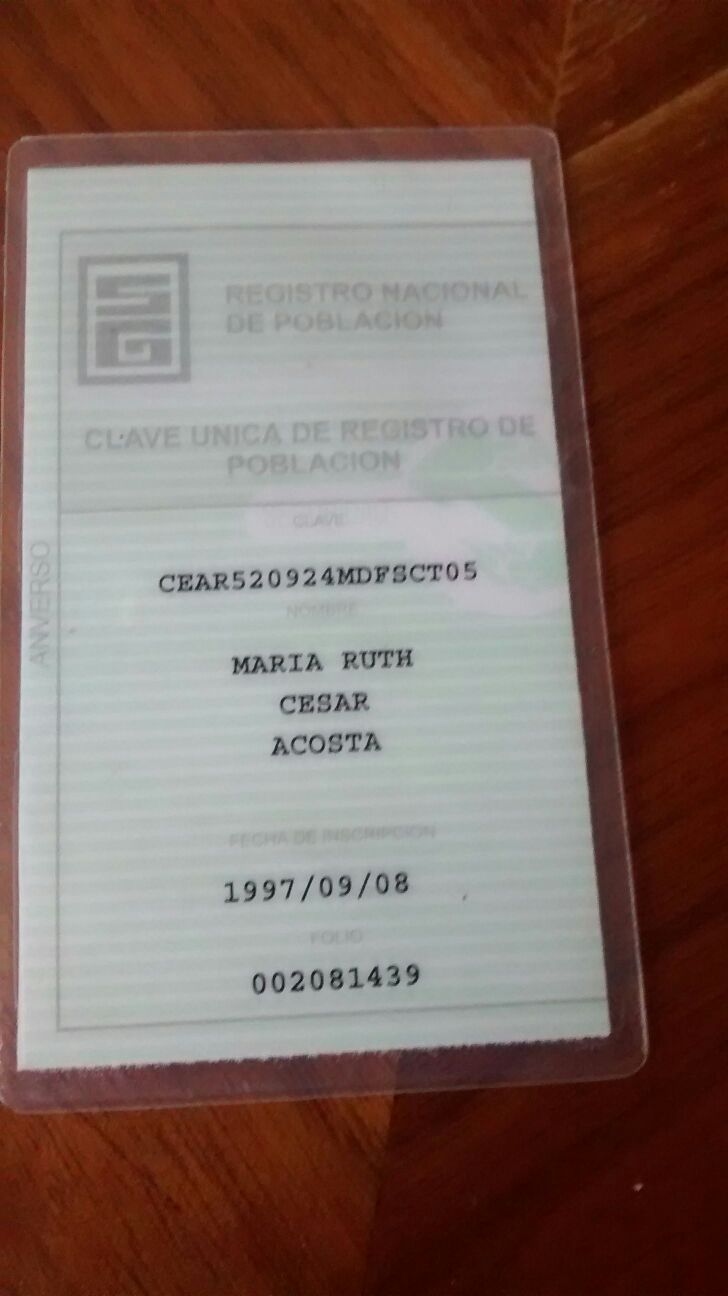 SG
REGISTRO NACIONAL
DE POBLACION
CLAVE UNICA DE REGISTRO DE
POBLACION
CLAVE
CEAR520924MDFSCT05
NOMBRE
MARIA RUTH
CESAR
ACOSTA
FECHA DE INSCRIPCION
1997/09/08
FOLIO
002081439
ANVERSO